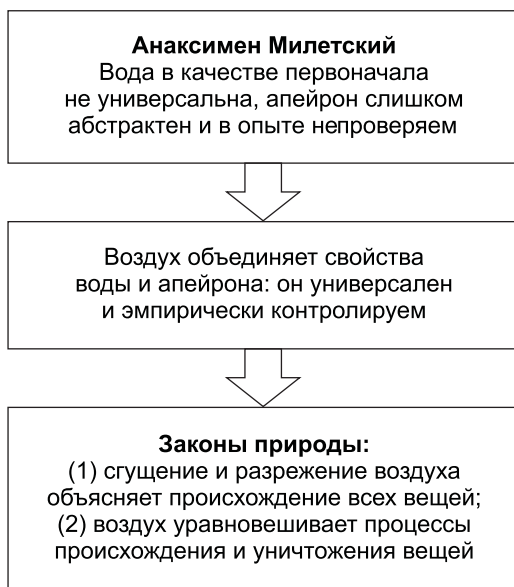 Анаксимен Милетский
Вода в качестве первоначала
не универсальна, апейрон слишком
абстрактен и в опыте непроверяем
Воздух объединяет свойства
воды и апейрона: он универсален
и эмпирически контролируем
Законы природы:
(1) сгущение и разрежение воздуха
объясняет происхождение всех вещей;
(2) воздух уравновешивает процессы
происхождения и уничтожения вещей